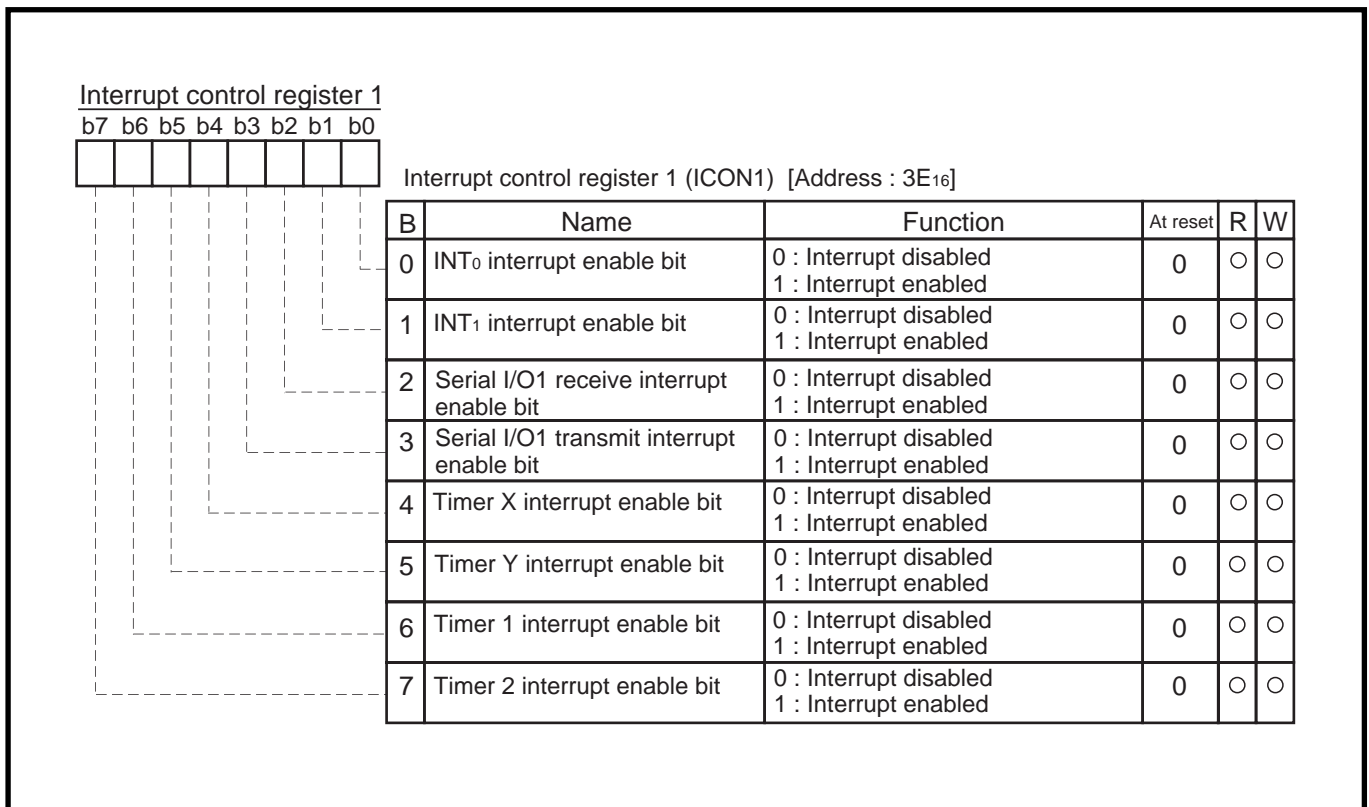 Interrupt control register 1
b7 b6 b5 b4 b3 b2 b1 b0
Interrupt control register 1 (ICON1) [Address : 3E16]
B Name Function At reset R W
0 INT0 interrupt enable bit 0 : Interrupt disabled 0 ○ ○
1 : Interrupt enabled
1 INT1 interrupt enable bit 0 : Interrupt disabled 0 ○ ○
1 : Interrupt enabled
2 Serial I/O1 receive interrupt 0 : Interrupt disabled 0 ○ ○
enable bit 1 : Interrupt enabled
3 Serial I/O1 transmit interrupt 0 : Interrupt disabled 0 ○ ○
enable bit 1 : Interrupt enabled
4 Timer X interrupt enable bit 0 : Interrupt disabled 0 ○ ○
1 : Interrupt enabled
5 Timer Y interrupt enable bit 0 : Interrupt disabled 0 ○ ○
1 : Interrupt enabled
6 Timer 1 interrupt enable bit 0 : Interrupt disabled 0 ○ ○
1 : Interrupt enabled
7 Timer 2 interrupt enable bit 0 : Interrupt disabled 0 ○ ○
1 : Interrupt enabled